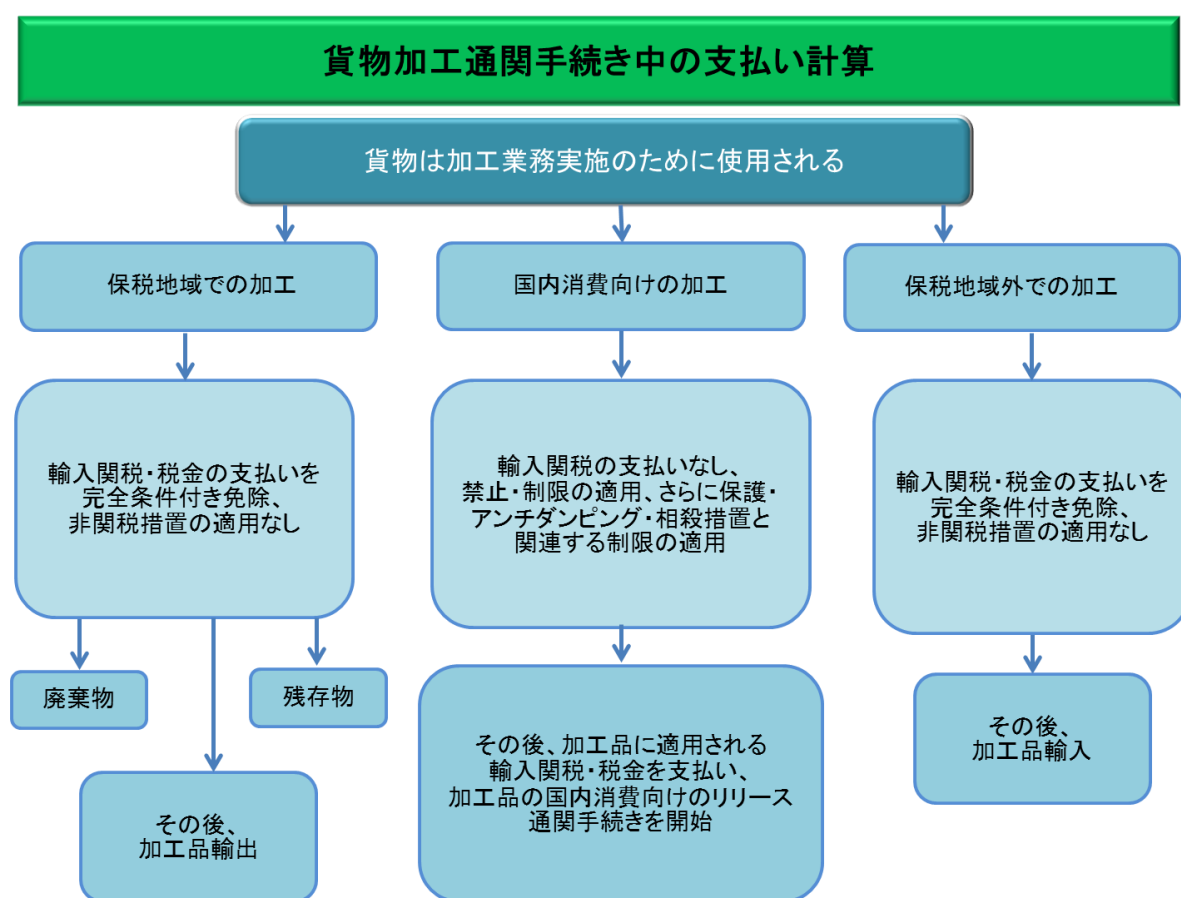 貨物加工通関手続き中の支払い計算
貨物は加工業務実施のために使用される
保税地域での加工
国内消費向けの加工
保税地域外での加工
輸入関税・税金の支払いを
完全条件付き免除、
非関税措置の適用なし
輸入関税の支払いなし、
禁止・制限の適用、さらに保護・
アンチダンピング・相殺措置と
関連する制限の適用
輸入関税・税金の支払いを
完全条件付き免除、
非関税措置の適用なし
廃棄物
残存物
その後、
加工品輸出
その後、加工品に適用される
輸入関税・税金を支払い、
加工品の国内消費向けのリリース
通関手続きを開始
その後、
加工品輸入